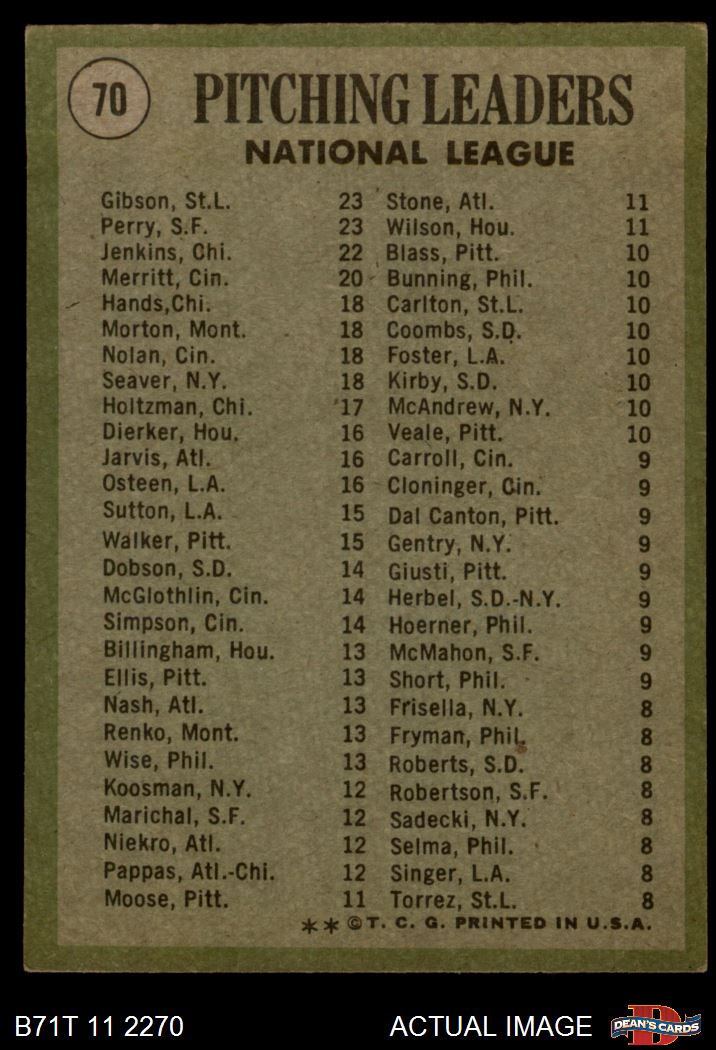 70
PITCHING LEADERS
NATIONAL LEAGUE
Gibson, St.L. 23
Perry, S.F. 23
Jenkins, Chi. 22
Merritt, Cin. 20
Hands,Chi. 18
Morton, Mont. 18
Nolan, Cin. 18
Seaver, N.Y. 18
Holtzman, Chi. 17
Dierker, Hou. 16
Jarvis, Atl. 16
Osteen, L.A. 16
Sutton, L.A. 15
Walker, Pitt. 15
Dobson, S.D. 14
McGlothlin, Cin. 14
Simpson, Cin. 14
Billingham, Hou. 13
Ellis, Pitt. 13
Nash, Atl. 13
Renko, Mont. 13
Wise, Phil. 13
Koosman, N.Y. 12
Marichal, S.F. 12
Niekro, Atl. 12
Pappas, Atl.-Chi. 12
Moose, Pitt. 11
Stone, Atl. 11
Wilson, Hou. 11
Blass, Pitt. 10
Bunning, Phil. 10
Carlton, St.L. 10
Coombs, S.D. 10
Foster, L.A. 10
Kirby, S.D. 10
McAndrew, N.Y. 10
Veale, Pitt. 10
Carroll, Cin. 9
Cloninger, Cin. 9
Dal Canton, Pitt. 9
Gentry, N.Y. 9
Giusti, Pitt. 9
Herbel, S.D.-N.Y. 9
Hoerner, Phil. 9
McMahon, S.F. 9
Short, Phil. 9
Frisella, N.Y. 8
Fryman, Phil. 8
Roberts, S.D. 8
Robertson, S.F. 8
Sadecki, N.Y. 8
Selma, Phil. 8
Singer, L.A. 8
Torrez, St.L. 8
** © T. C. G. PRINTED IN U.S.A.
B71T 11 2270
ACTUAL IMAGE
D
DEAN'S CARDS